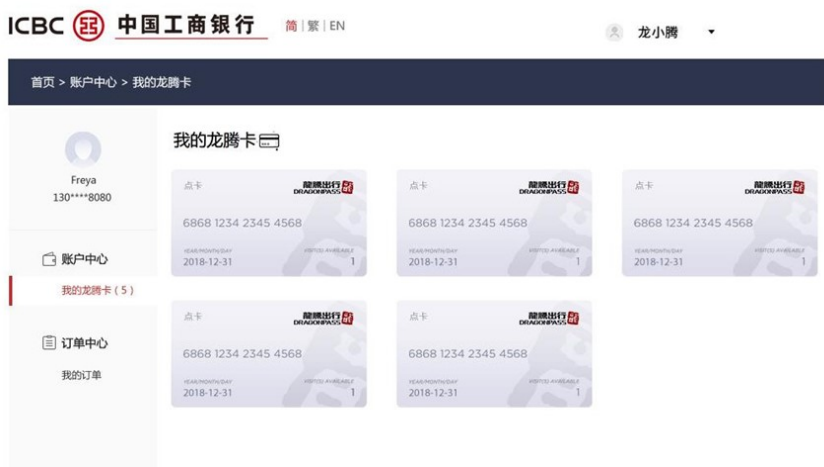 ICBC 中国工商银行 简 | 繁 | EN
龙小腾
首页 > 账户中心 > 我的龙腾卡
Freya
130****8080
账户中心
我的龙腾卡 ( 5 )
订单中心
我的订单
我的龙腾卡
点卡 龍腾出行 DRAGONPASS
6868 1234 2345 4568
YEAR/MONTH/DAY VISIT(S) AVAILABLE
2018-12-31 1
点卡 龍腾出行 DRAGONPASS
6868 1234 2345 4568
YEAR/MONTH/DAY VISIT(S) AVAILABLE
2018-12-31 1
点卡 龍腾出行 DRAGONPASS
6868 1234 2345 4568
YEAR/MONTH/DAY VISIT(S) AVAILABLE
2018-12-31 1
点卡 龍腾出行 DRAGONPASS
6868 1234 2345 4568
YEAR/MONTH/DAY VISIT(S) AVAILABLE
2018-12-31 1
点卡 龍腾出行 DRAGONPASS
6868 1234 2345 4568
YEAR/MONTH/DAY VISIT(S) AVAILABLE
2018-12-31 1